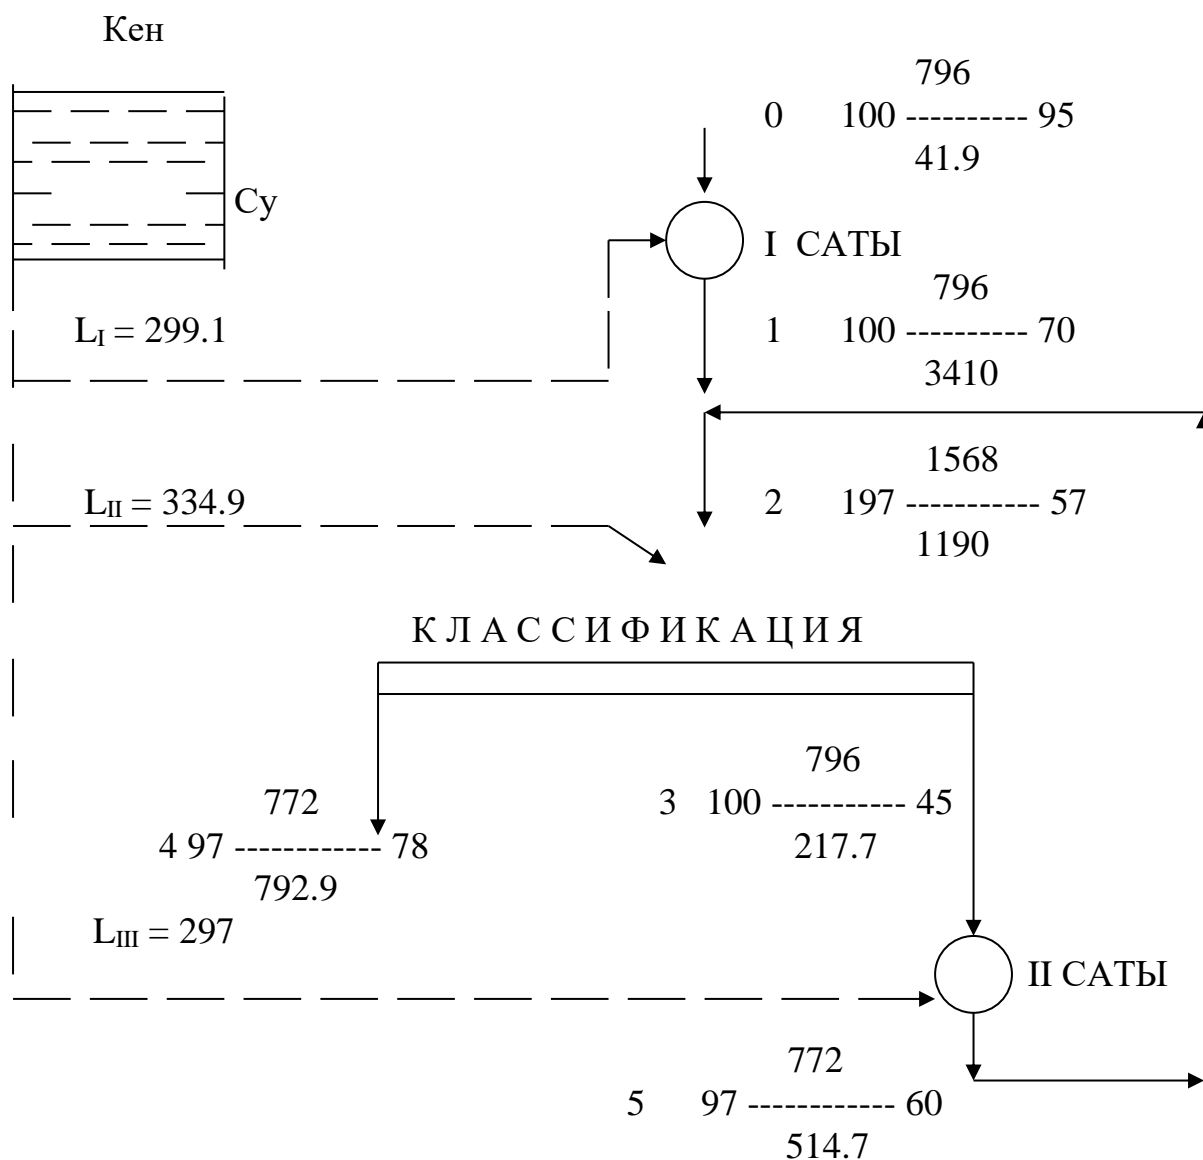 Кен
796
0 100 ---------- 95
41.9
Су
I САТЫ
796
L_I = 299.1
1 100 ---------- 70
3410
1568
L_II = 334.9
2 197 ----------- 57
1190
К Л А С С И Ф И К А Ц И Я
796
772
3 100 ----------- 45
4 97 ------------ 78
217.7
792.9
L_III = 297
II САТЫ
772
5 97 ------------ 60
514.7